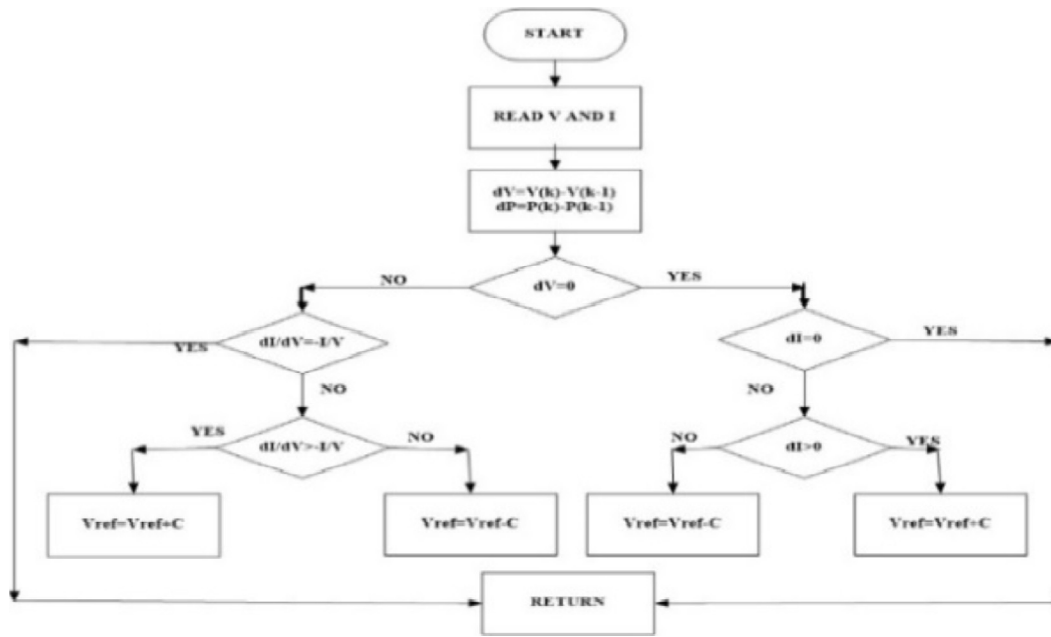 START
READ V AND I
dV=V(k)-V(k-1)
dP=P(k)-P(k-1)
NO
dV=0
YES
YES
dI/dV=-I/V
dI=0
YES
NO
NO
YES
dI/dV>-I/V
NO
NO
dI>0
YES
Vref=Vref+C
Vref=Vref-C
Vref=Vref-C
Vref=Vref+C
RETURN